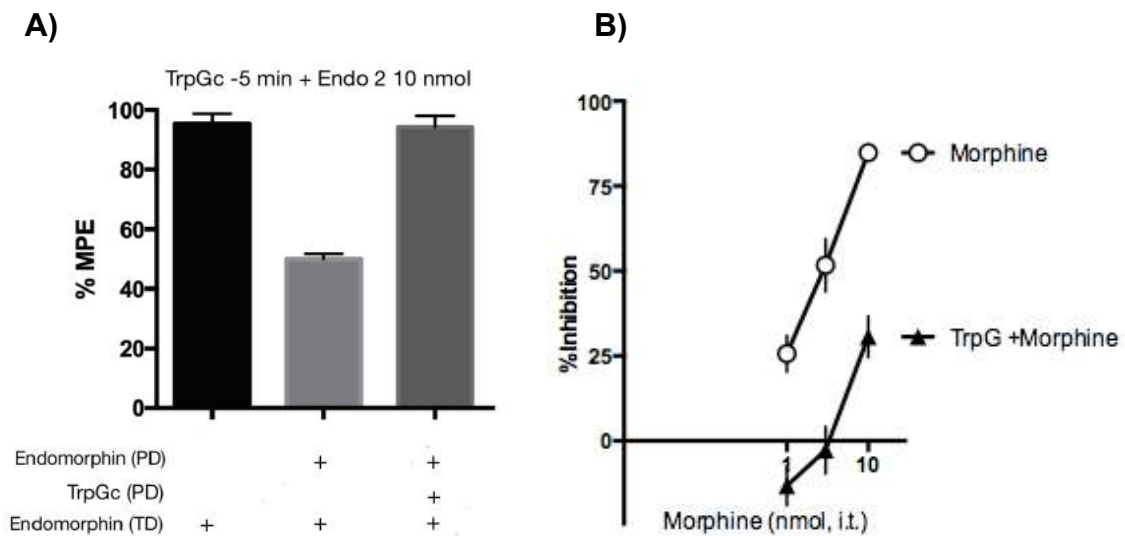 A)
TrpGc -5 min + Endo 2 10 nmol
100
80
60
40
20
0
% MPE
Endomorphin (PD) + +
TrpGc (PD) +
Endomorphin (TD) + + +
B)
100
75
50
25
0
%Inhibition
1 10
Morphine (nmol, i.t.)
Morphine
TrpG +Morphine